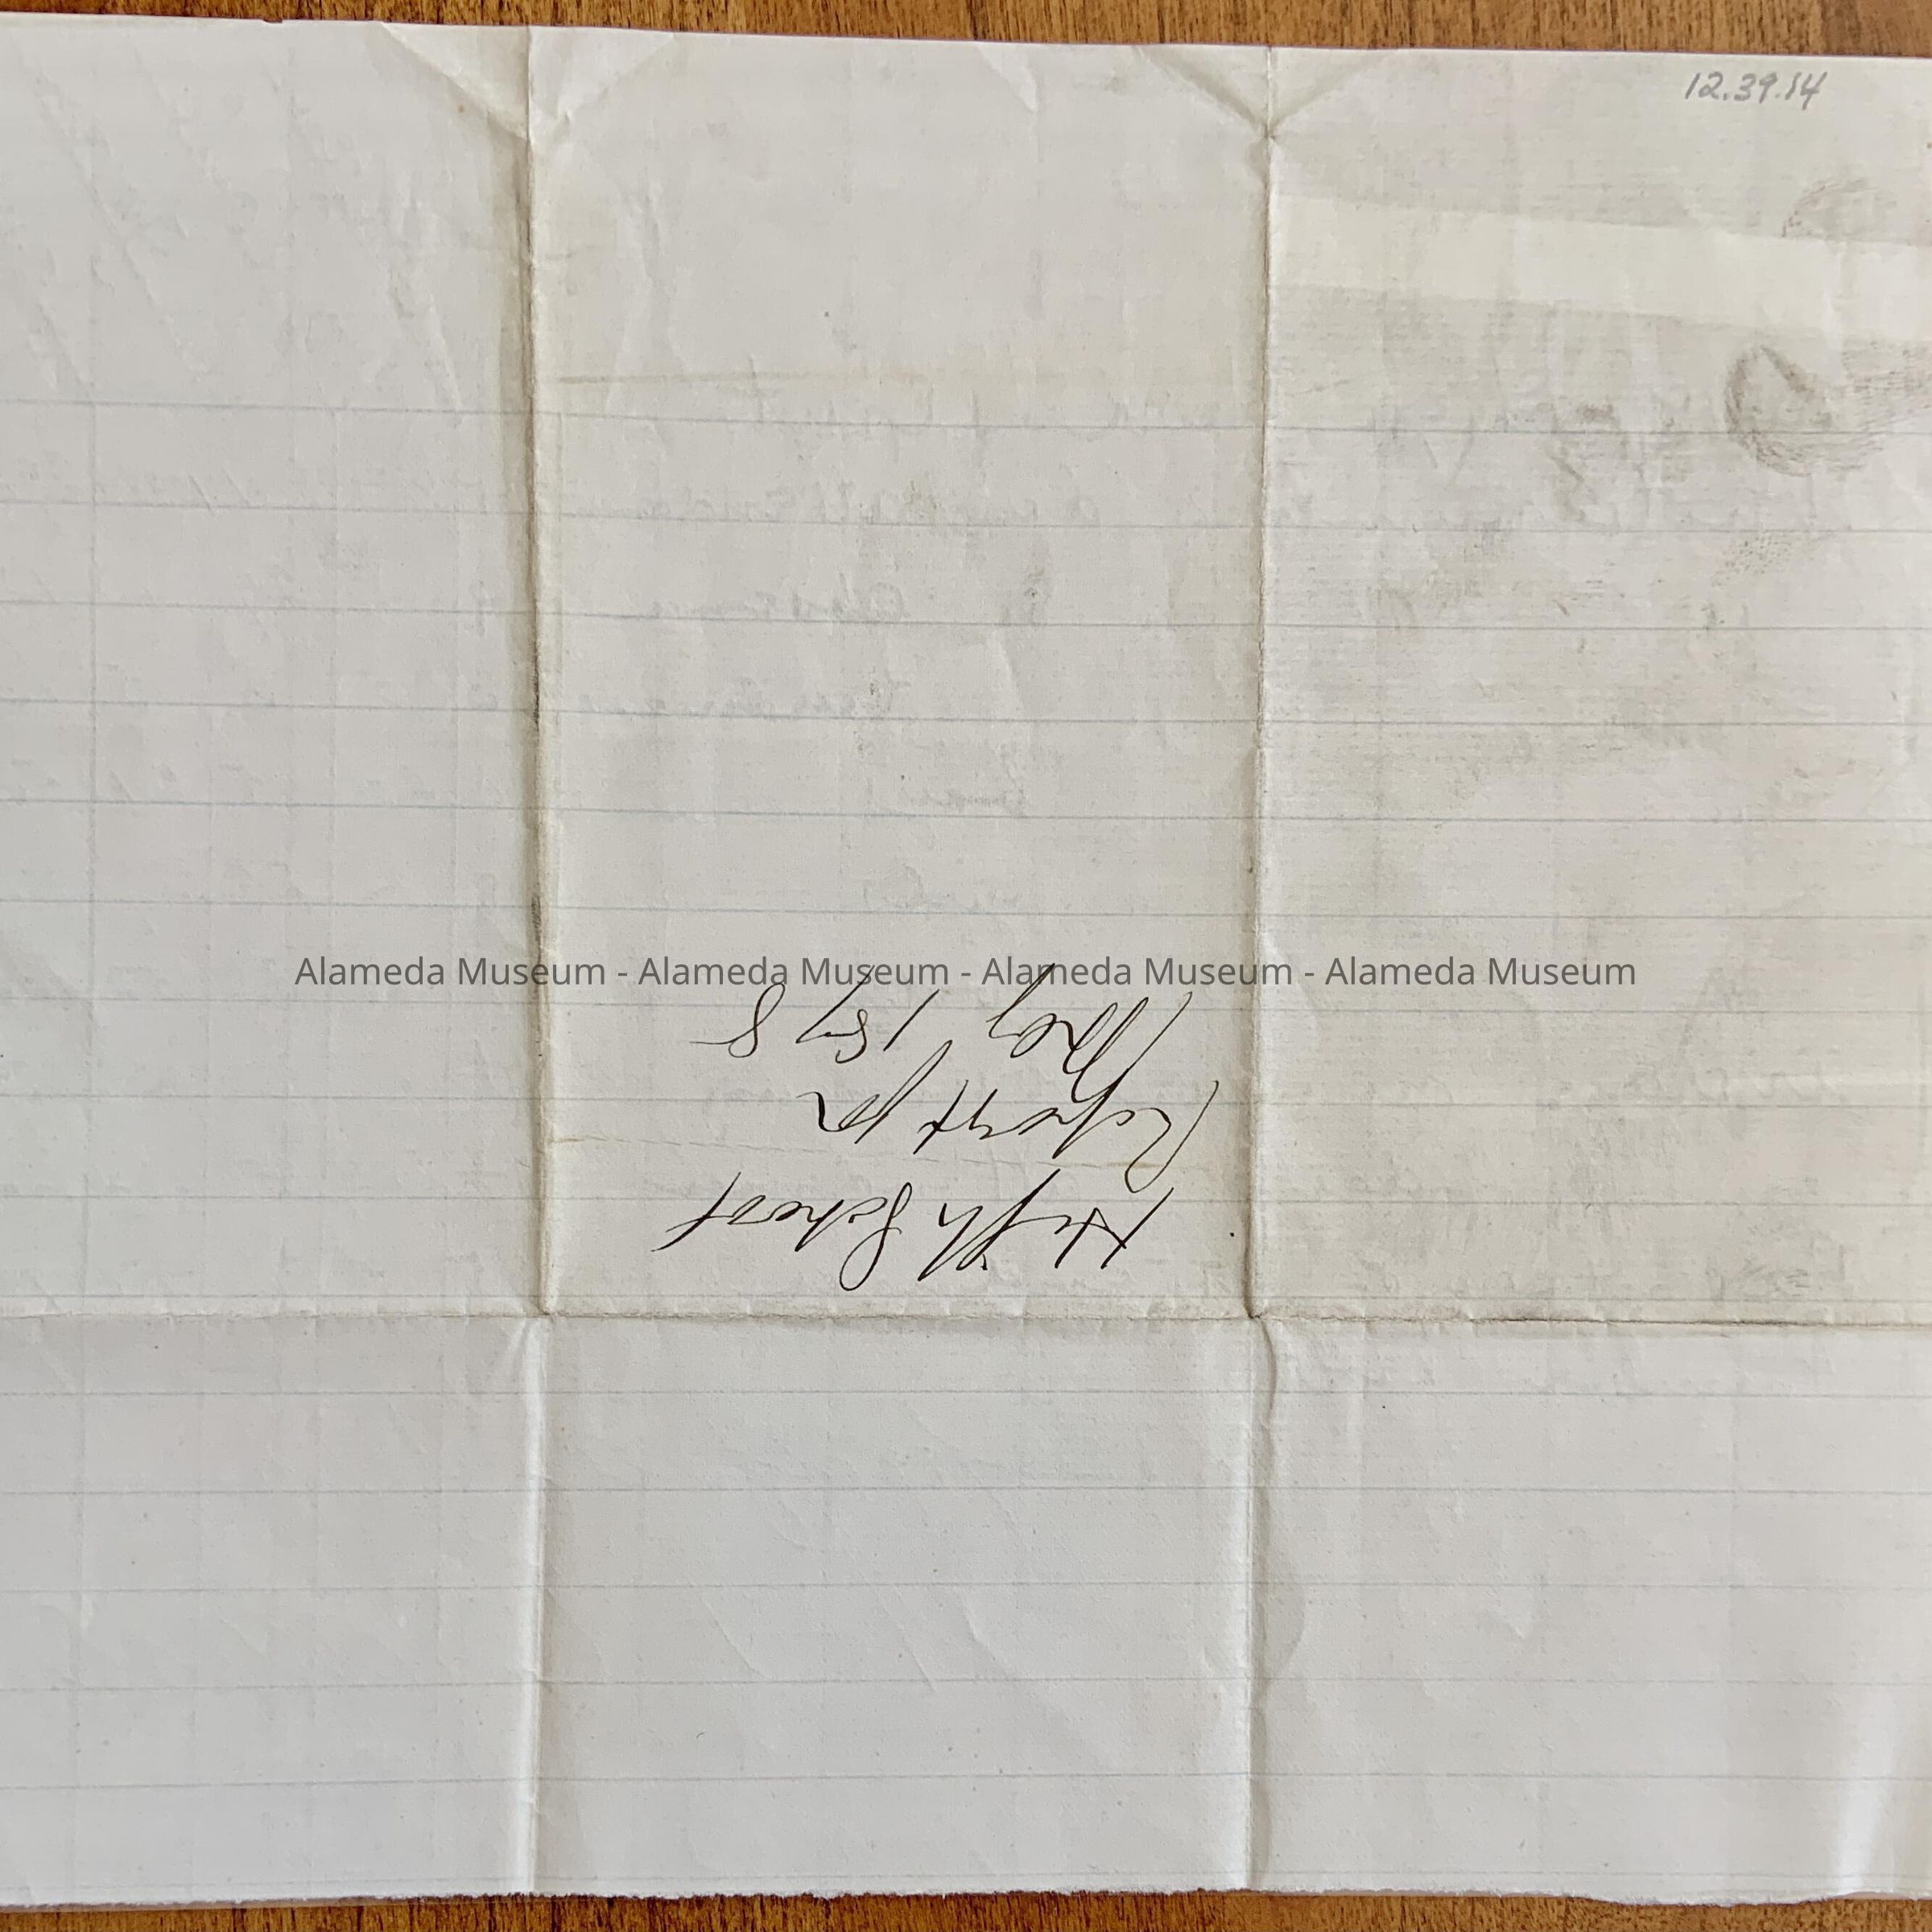 12.39.14
Alameda Museum - Alameda Museum - Alameda Museum - Alameda Museum
High School
Report for
May 1878